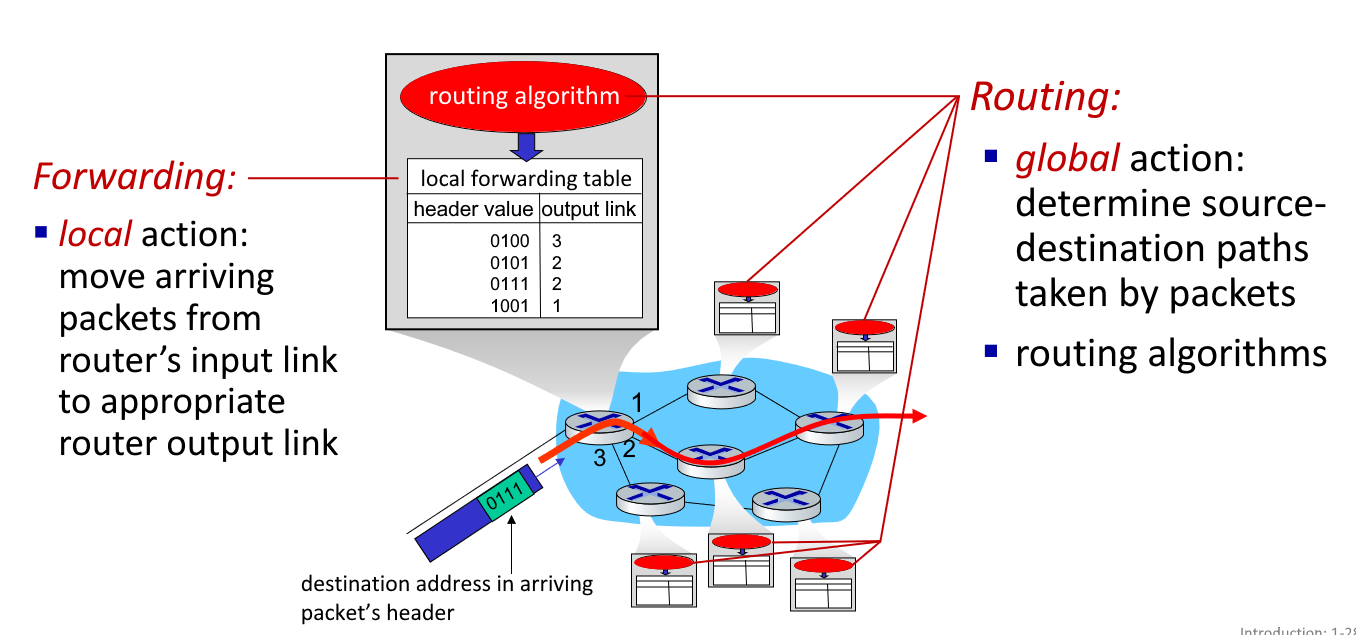 routing algorithm
local forwarding table
header value output link
0100 3
0101 2
0111 2
1001 1
Forwarding:
local action:
move arriving
packets from
router’s input link
to appropriate
router output link
Routing:
global action:
determine source-
destination paths
taken by packets
routing algorithms
1
2
3
0111
destination address in arriving
packet’s header
Introduction: 1-28